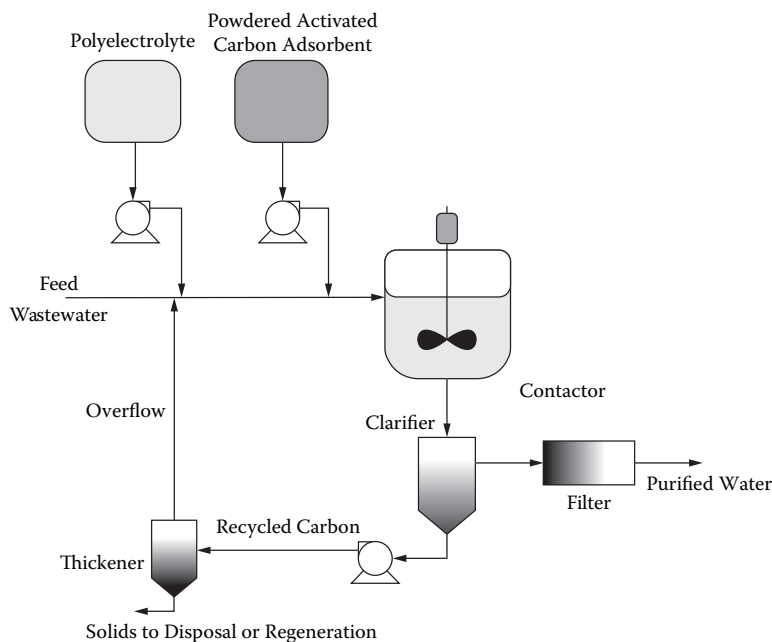 Polyelectrolyte
Powdered Activated
Carbon Adsorbent
Feed
Wastewater
Contactor
Overflow
Clarifier
Purified Water
Filter
Recycled Carbon
Thickener
Solids to Disposal or Regeneration